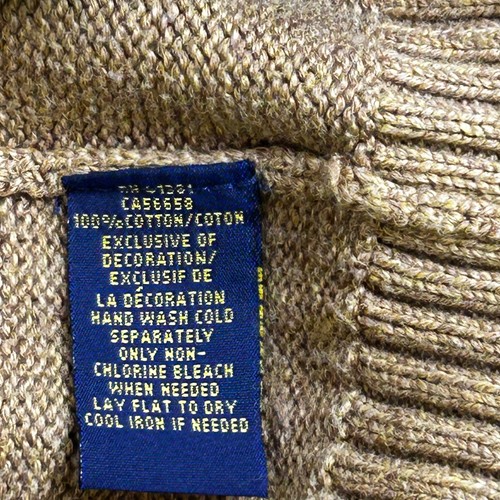 CA56658
100%COTTON/COTON
EXCLUSIVE OF
DECORATION/
EXCLUSIF DE
LA DÉCORATION
HAND WASH COLD
SEPARATELY
ONLY NON-
CHLORINE BLEACH
WHEN NEEDED
LAY FLAT TO DRY
COOL IRON IF NEEDED